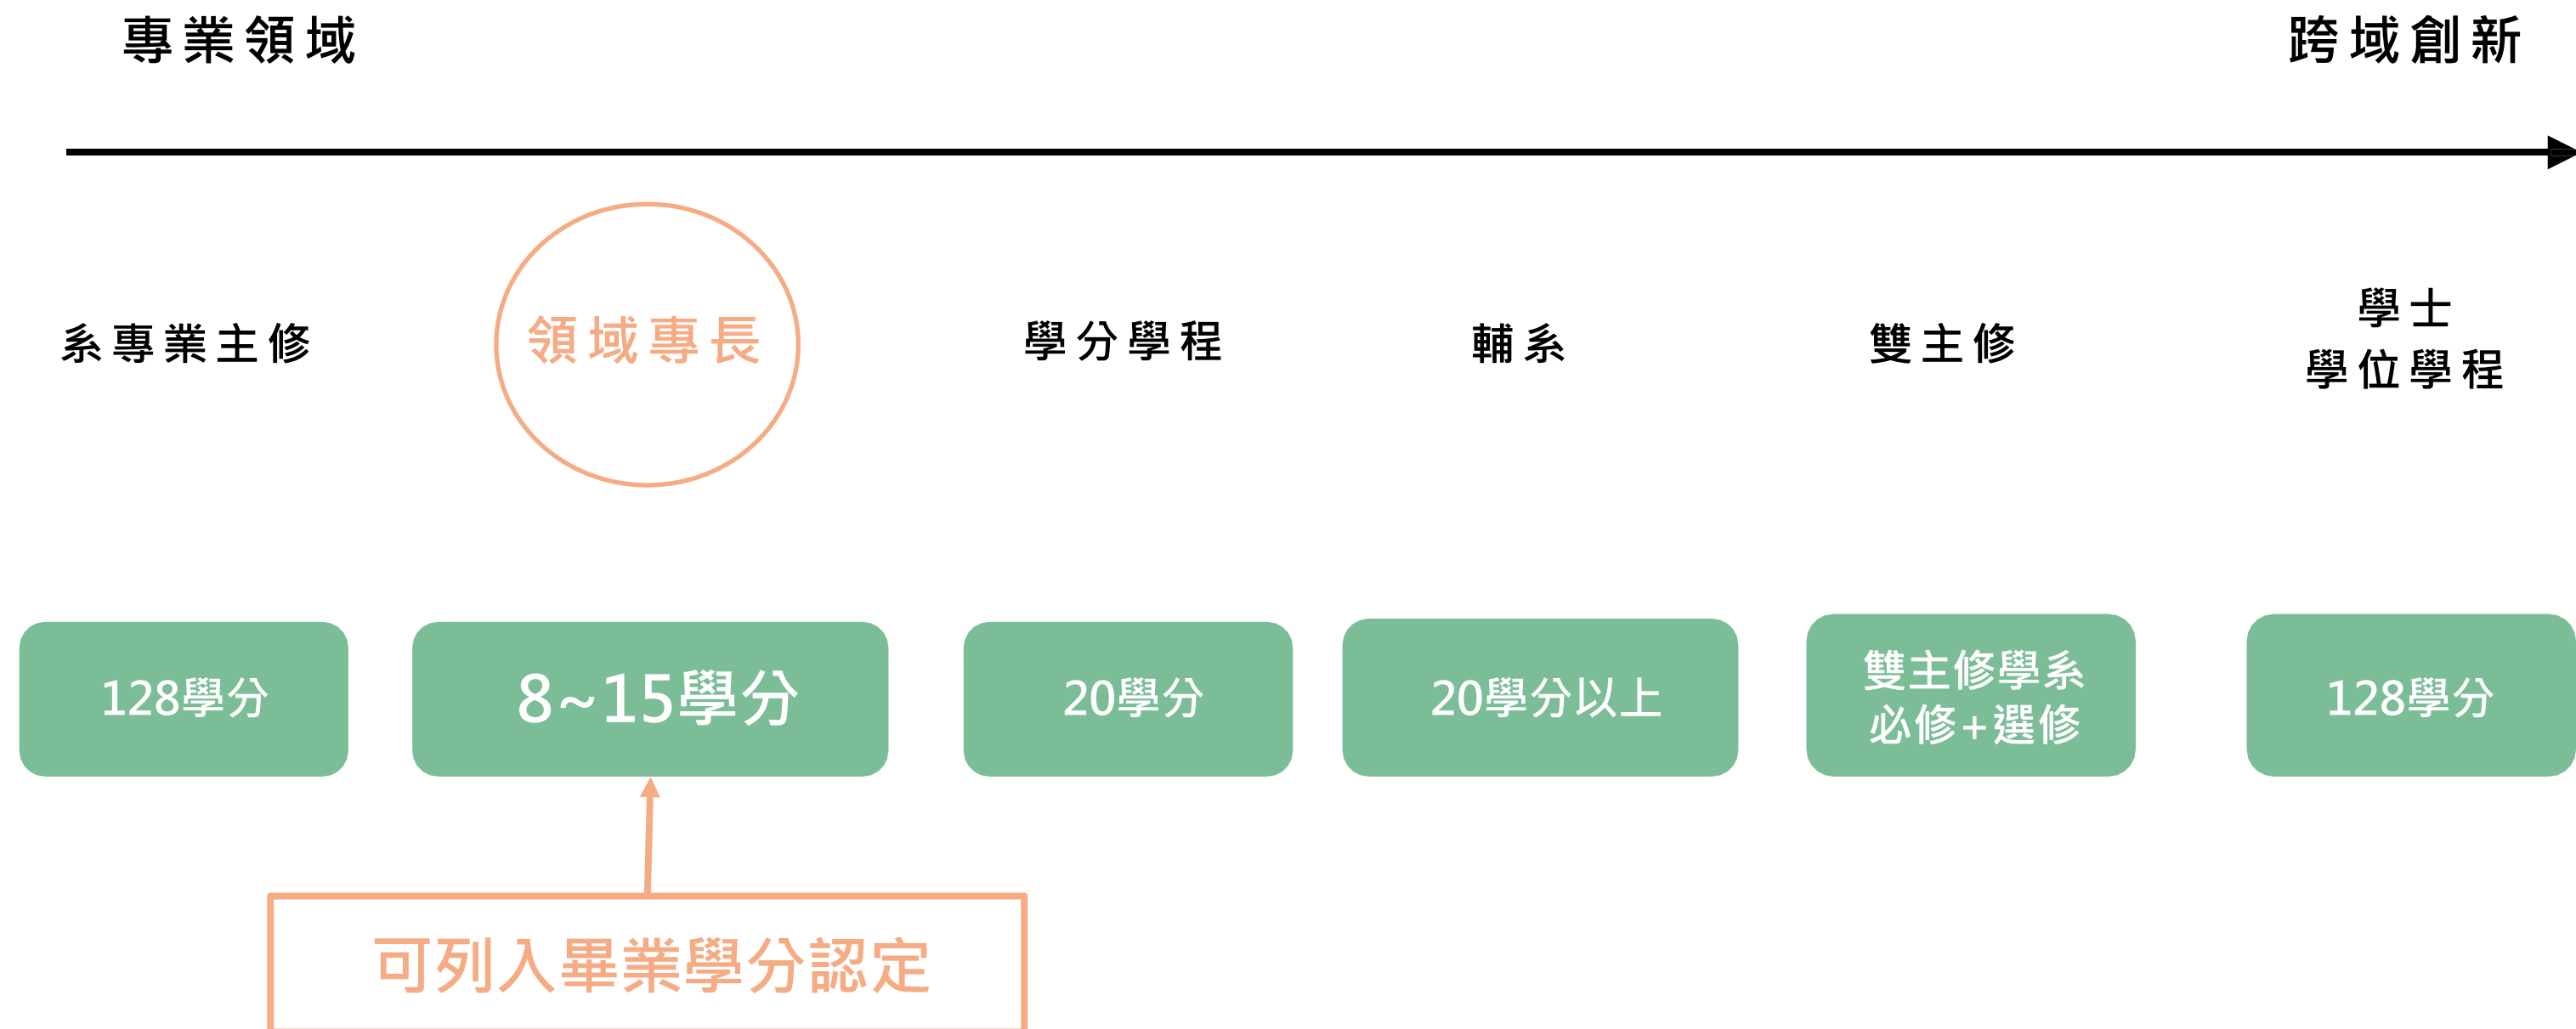 專業領域
跨域創新
系專業主修
領域專長
學分學程
輔系
雙主修
學士
學位學程
128學分
8~15學分
20學分
20學分以上
雙主修學系
必修+選修
128學分
可列入畢業學分認定